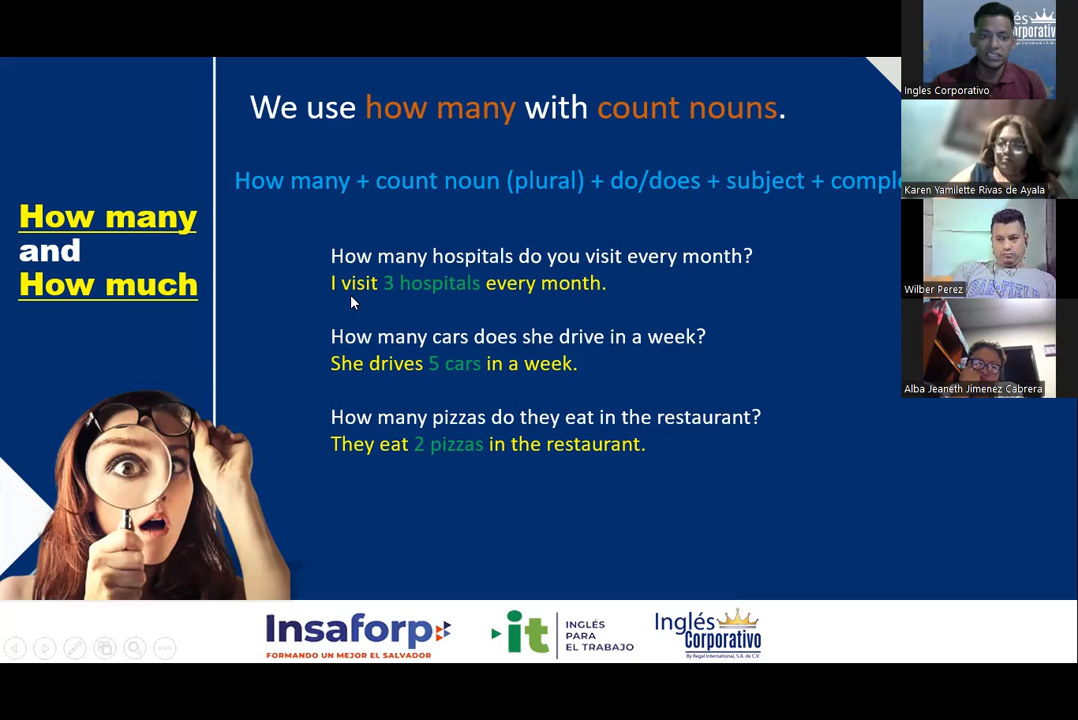 We use how many with count nouns.
How many + count noun (plural) + do/does + subject +
How many
and
How much
How many hospitals do you visit every month?
I visit 3 hospitals every month.
How many cars does she drive in a week?
She drives 5 cars in a week.
How many pizzas do they eat in the restaurant?
They eat 2 pizzas in the restaurant.
Insaforp
FORMANDO UN MEJOR EL SALVADOR
it
INGLÉS
PARA
EL TRABAJO
Inglés
Corporativo
By Regal International, S.A. de C.V.
Ingles Corporativo
Karen Yamilette Rivas de Ayala
Wilber Perez
Alba Jeaneth Jimenez Cabrera